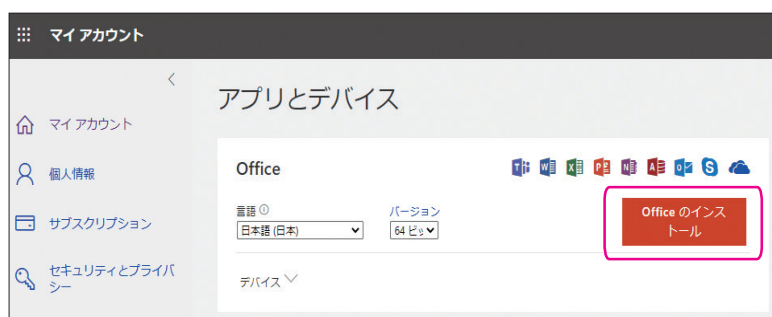 マイ アカウント
アプリとデバイス
マイ アカウント
個人情報
サブスクリプション
セキュリティとプライバ
シー
Office
言語
バージョン
日本語 (日本)
64 ビッ
Office のインス
トール
デバイス